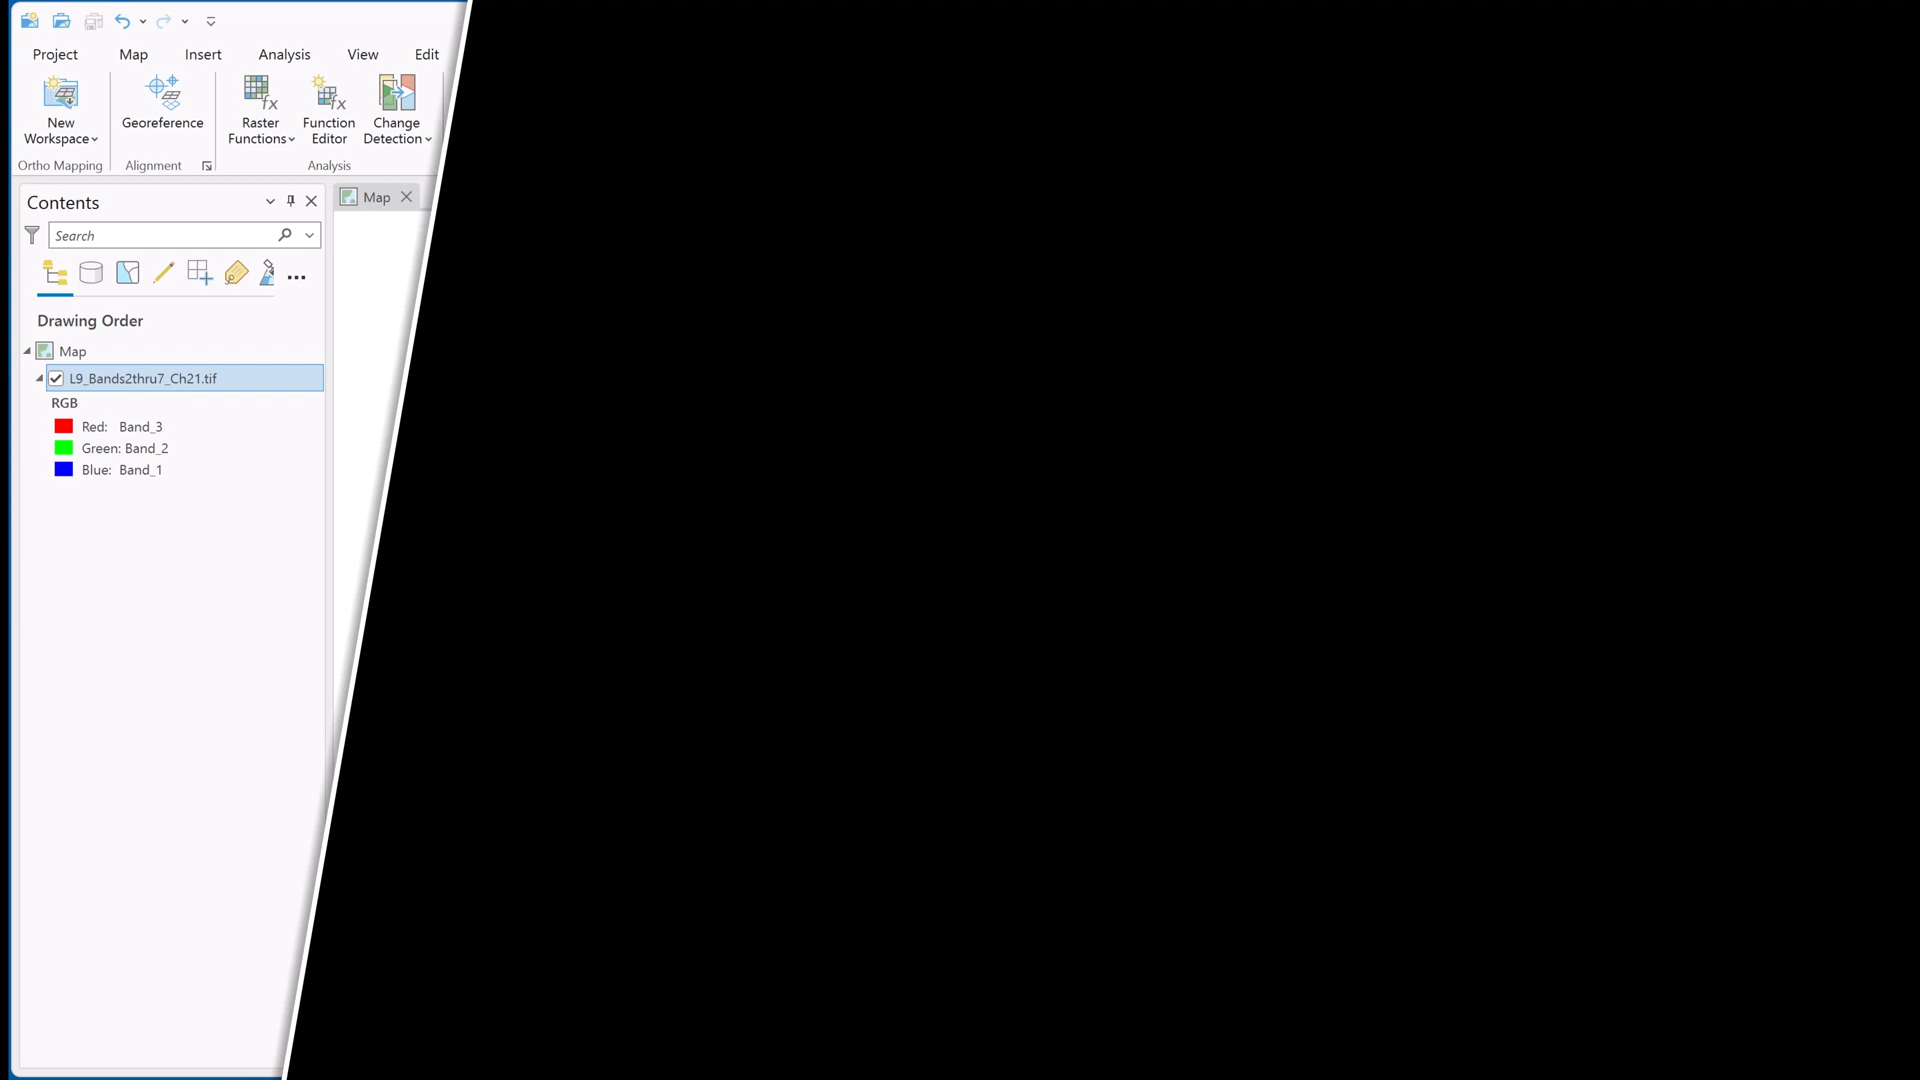 Project Map Insert Analysis View Edit
New Workspace
Georeference
Raster Functions
Function Editor
Change Detection
Ortho Mapping
Alignment
Analysis
Contents
Map
Search
Drawing Order
Map
L9_Bands2thru7_Ch21.tif
RGB
Red: Band_3
Green: Band_2
Blue: Band_1